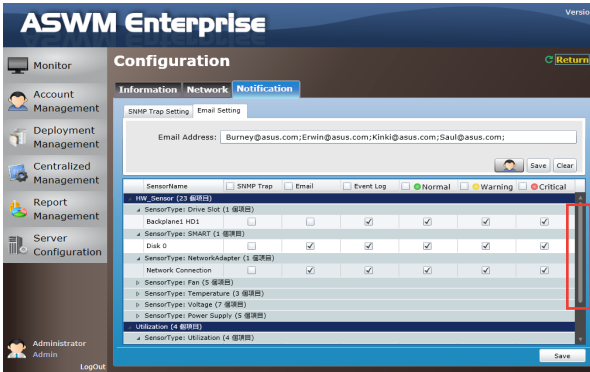 ASWM Enterprise
Versio
Monitor
Account
Management
Deployment
Management
Centralized
Management
Report
Management
Server
Configuration
Administrator
Admin
LogOut
Configuration
Return
Information Network Notification
SNMP Trap Setting Email Setting
Email Address: Burney@asus.com;Erwin@asus.com;Kinki@asus.com;Saul@asus.com;
Save Clear
SensorName SNMP Trap Email Event Log Normal Warning Critical
HW_Sensor (23 個項目)
SensorType: Drive Slot (1 個項目)
Backplane1 HD1
SensorType: SMART (1 個項目)
Disk 0
SensorType: NetworkAdapter (1 個項目)
Network Connection
SensorType: Fan (5 個項目)
SensorType: Temperature (3 個項目)
SensorType: Voltage (7 個項目)
SensorType: Power Supply (5 個項目)
Utilization (4 個項目)
SensorType: Utilization (4 個項目)
Save